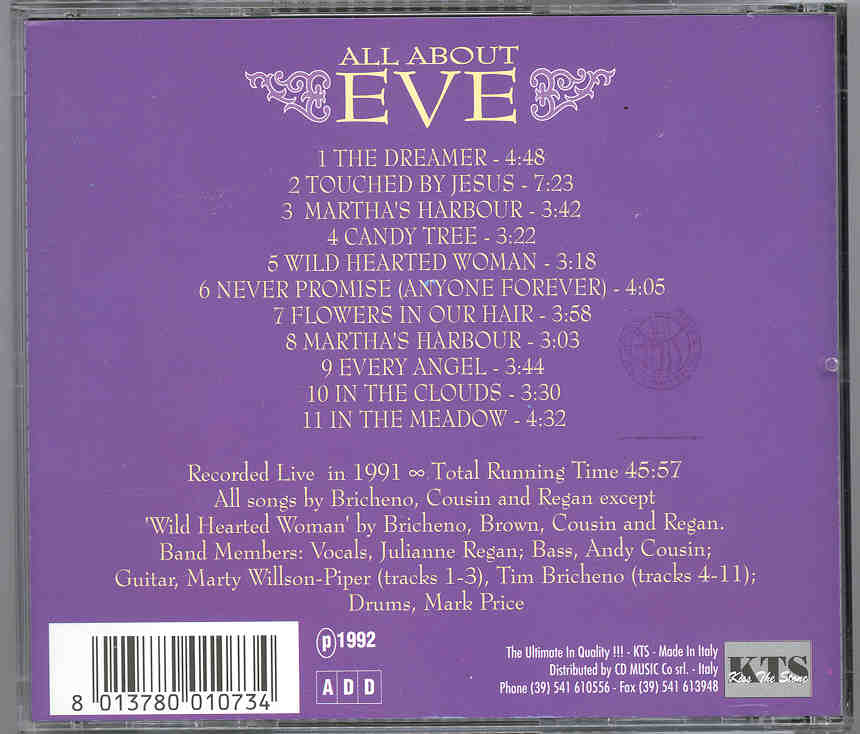 ALL ABOUT
EVE
1 THE DREAMER - 4:48
2 TOUCHED BY JESUS - 7:23
3 MARTHA'S HARBOUR - 3:42
4 CANDY TREE - 3:22
5 WILD HEARTED WOMAN - 3:18
6 NEVER PROMISE (ANYONE FOREVER) - 4:05
7 FLOWERS IN OUR HAIR - 3:58
8 MARTHA'S HARBOUR - 3:03
9 EVERY ANGEL - 3:44
10 IN THE CLOUDS - 3:30
11 IN THE MEADOW - 4:32
Recorded Live in 1991 ∞ Total Running Time 45:57
All songs by Bricheno, Cousin and Regan except
'Wild Hearted Woman' by Bricheno, Brown, Cousin and Regan.
Band Members: Vocals, Julianne Regan; Bass, Andy Cousin;
Guitar, Marty Willson-Piper (tracks 1-3), Tim Bricheno (tracks 4-11);
Drums, Mark Price
8 013780 010734
℗1992
A D D
The Ultimate In Quality !!! - KTS - Made In Italy
Distributed by CD MUSIC Co srl. - Italy
Phone (39) 541 610556 - Fax (39) 541 613948
KTS
Kiss The Stone